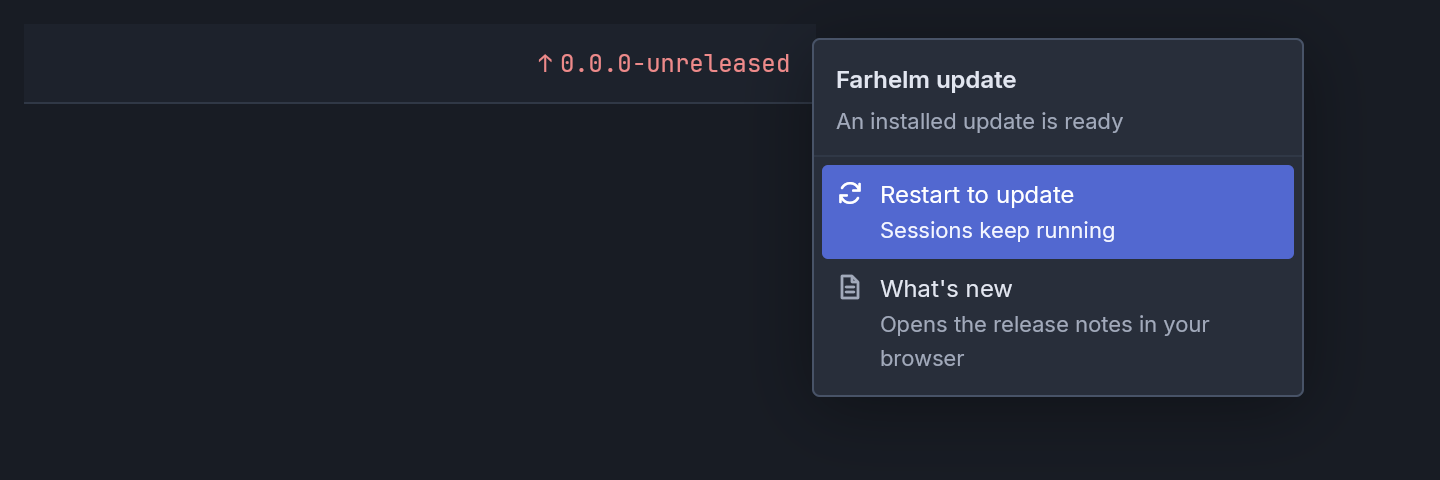 ↑ 0.0.0-unreleased
Farhelm update
An installed update is ready
Restart to update
Sessions keep running
What's new
Opens the release notes in your
browser